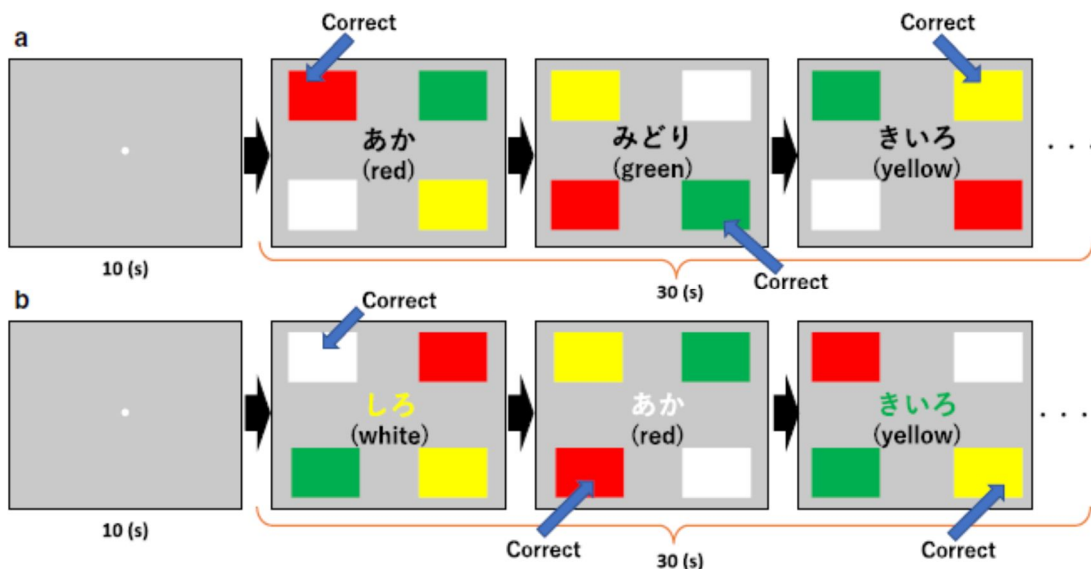 a
Correct
Correct
あか
(red)
みどり
(green)
きいろ
(yellow)
. . .
10 (s)
30 (s)
Correct
b
Correct
しろ
(white)
あか
(red)
きいろ
(yellow)
. . .
10 (s)
Correct
30 (s)
Correct